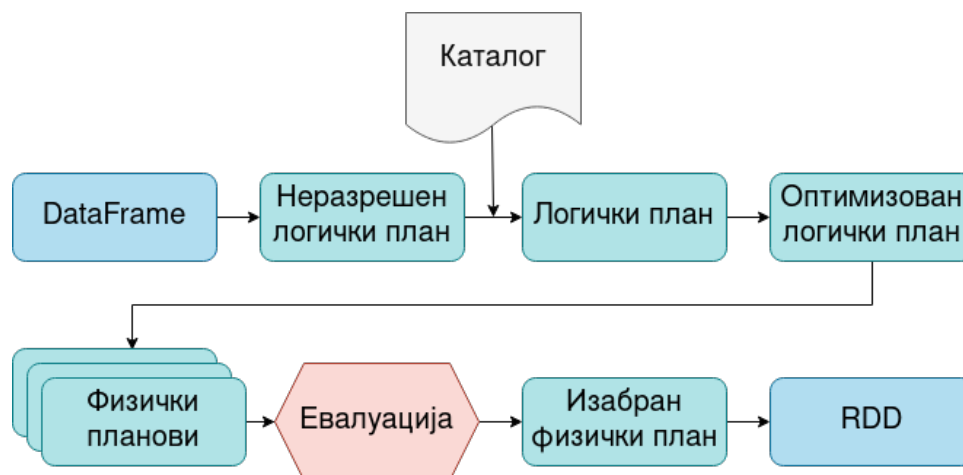 Каталог
DataFrame
Неразрешен
логички план
Логички план
Оптимизован
логички план
Физички
планови
Евалуација
Изабран
физички план
RDD